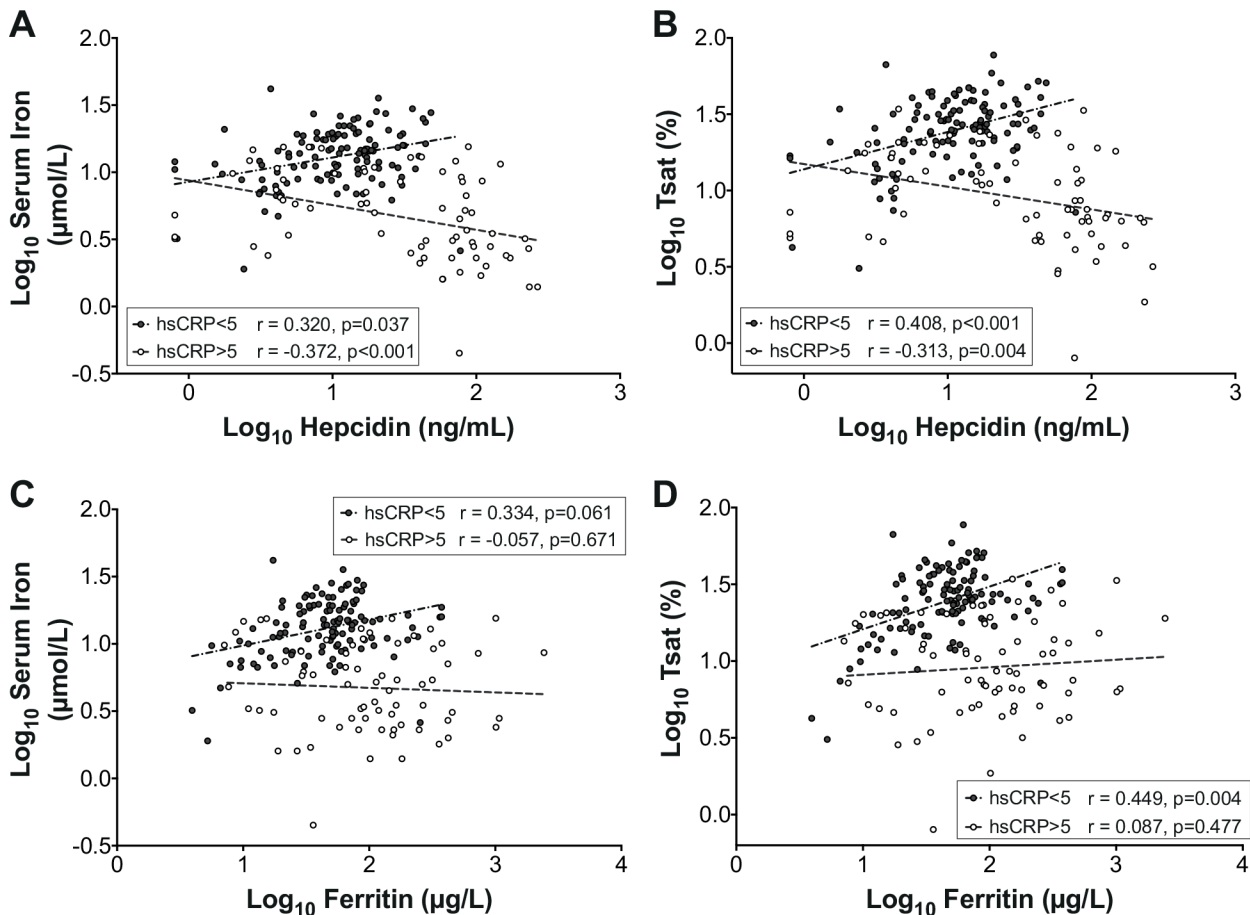 A
2.0
1.5
1.0
0.5
0.0
-0.5
Log10 Serum Iron
(µmol/L)
hsCRP<5 r = 0.320, p=0.037
hsCRP>5 r = -0.372, p<0.001
0 1 2 3
Log10 Hepcidin (ng/mL)
B
2.0
1.5
1.0
0.5
0.0
Log10 Tsat (%)
hsCRP<5 r = 0.408, p<0.001
hsCRP>5 r = -0.313, p=0.004
0 1 2 3
Log10 Hepcidin (ng/mL)
C
2.0
1.5
1.0
0.5
0.0
-0.5
Log10 Serum Iron
(µmol/L)
hsCRP<5 r = 0.334, p=0.061
hsCRP>5 r = -0.057, p=0.671
0 1 2 3 4
Log10 Ferritin (µg/L)
D
2.0
1.5
1.0
0.5
0.0
Log10 Tsat (%)
hsCRP<5 r = 0.449, p=0.004
hsCRP>5 r = 0.087, p=0.477
0 1 2 3 4
Log10 Ferritin (µg/L)